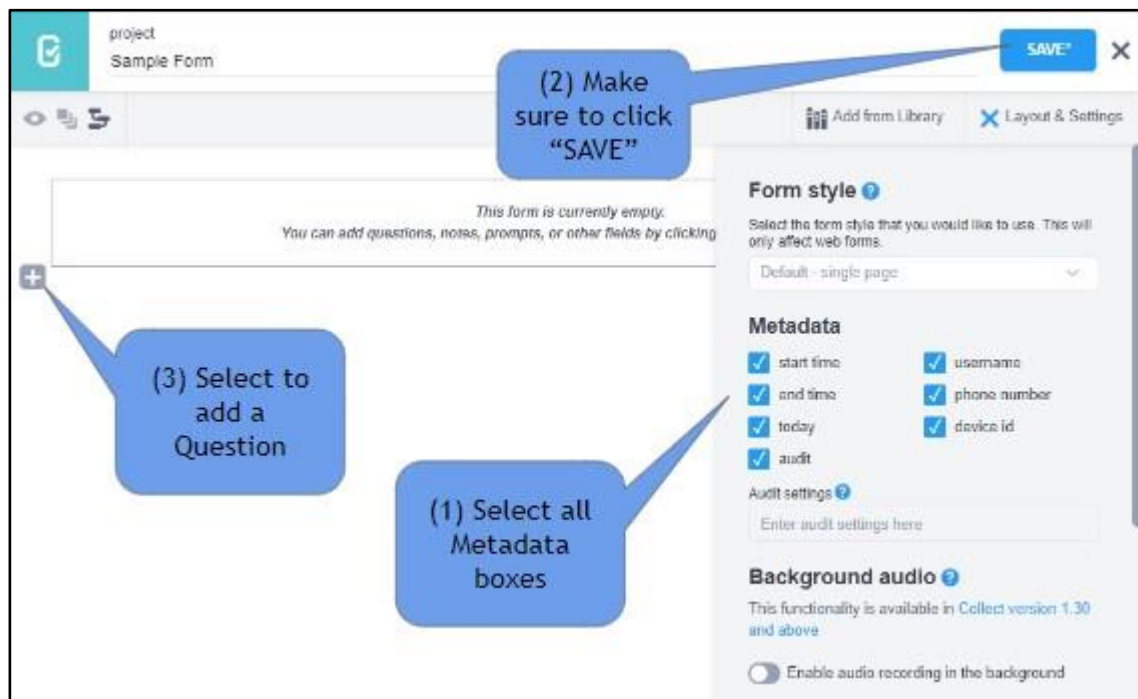 project
Sample Form
SAVE*
(2) Make
sure to click
“SAVE”
Add from Library
Layout & Settings
This form is currently empty.
You can add questions, notes, prompts, or other fields by clicking
Form style
Select the form style that you would like to use. This will
only affect web forms.
Default - single page
Metadata
start time
username
end time
phone number
today
device id
audit
Audit settings
Enter audit settings here
Background audio
This functionality is available in Collect version 1.30
and above
Enable audio recording in the background
(3) Select to
add a
Question
(1) Select all
Metadada
boxes